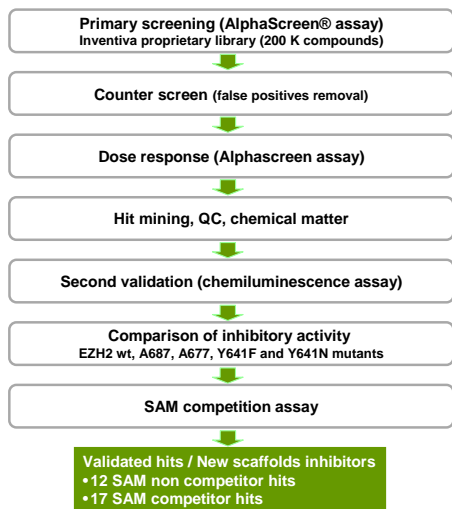 Primary screening (AlphaScreen® assay)
Inventiva proprietary library (200 K compounds)
Counter screen (false positives removal)
Dose response (Alphascreen assay)
Hit mining, QC, chemical matter
Second validation (chemiluminescence assay)
Comparison of inhibitory activity
EZH2 wt, A687, A677, Y641F and Y641N mutants
SAM competition assay
Validated hits / New scaffolds inhibitors
•12 SAM non competitor hits
•17 SAM competitor hits